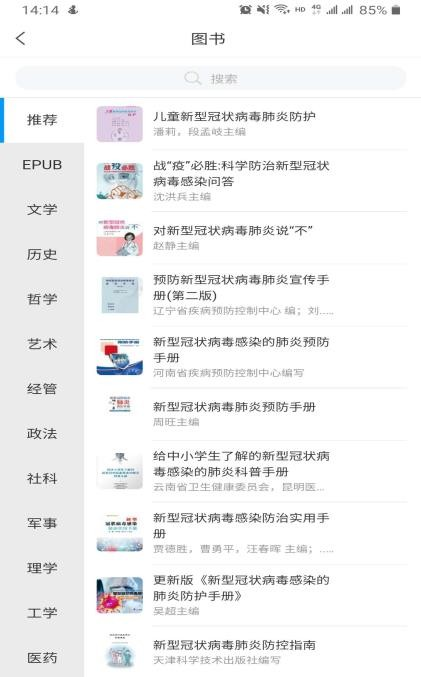 14:14
HD 4G 85%
图书
搜索
推荐
EPUB
文学
历史
哲学
艺术
经管
政法
社科
军事
理学
工学
医药
儿童新型冠状病毒肺炎防护
潘莉，段孟岐主编
战“疫”必胜:科学防治新型冠状
病毒感染问答
沈洪兵主编
对新型冠状病毒肺炎说“不”
赵静主编
预防新型冠状病毒肺炎宣传手
册(第二版)
辽宁省疾病预防控制中心 编；刘.....
新型冠状病毒感染的肺炎预防
手册
河南省疾病预防控制中心编写
新型冠状病毒肺炎预防手册
周旺主编
给中小学生了解的新型冠状病
毒感染的肺炎科普手册
云南省卫生健康委员会，昆明医...
新型冠状病毒感染防治实用手
册
贾德胜，曹勇平，汪春晖 主编；.....
更新版《新型冠状病毒感染的
肺炎防护手册》
吴超主编
新型冠状病毒肺炎防控指南
天津科学技术出版社编写